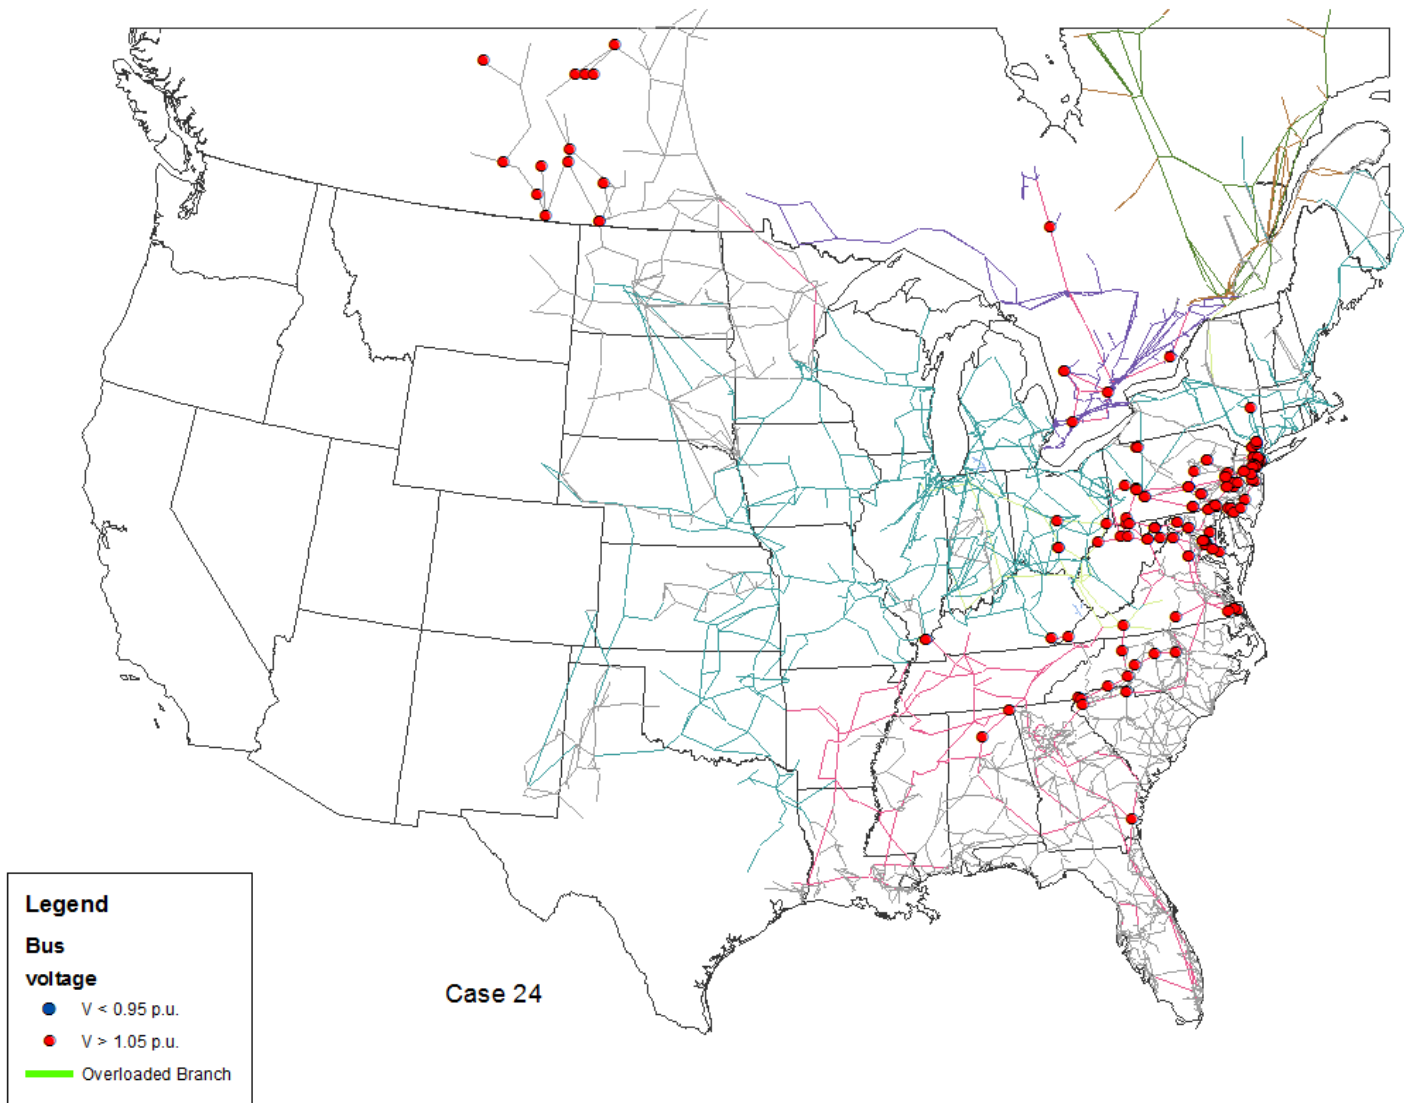 Legend
Bus
voltage
V < 0.95 p.u.
V > 1.05 p.u.
Overloaded Branch
Case 24